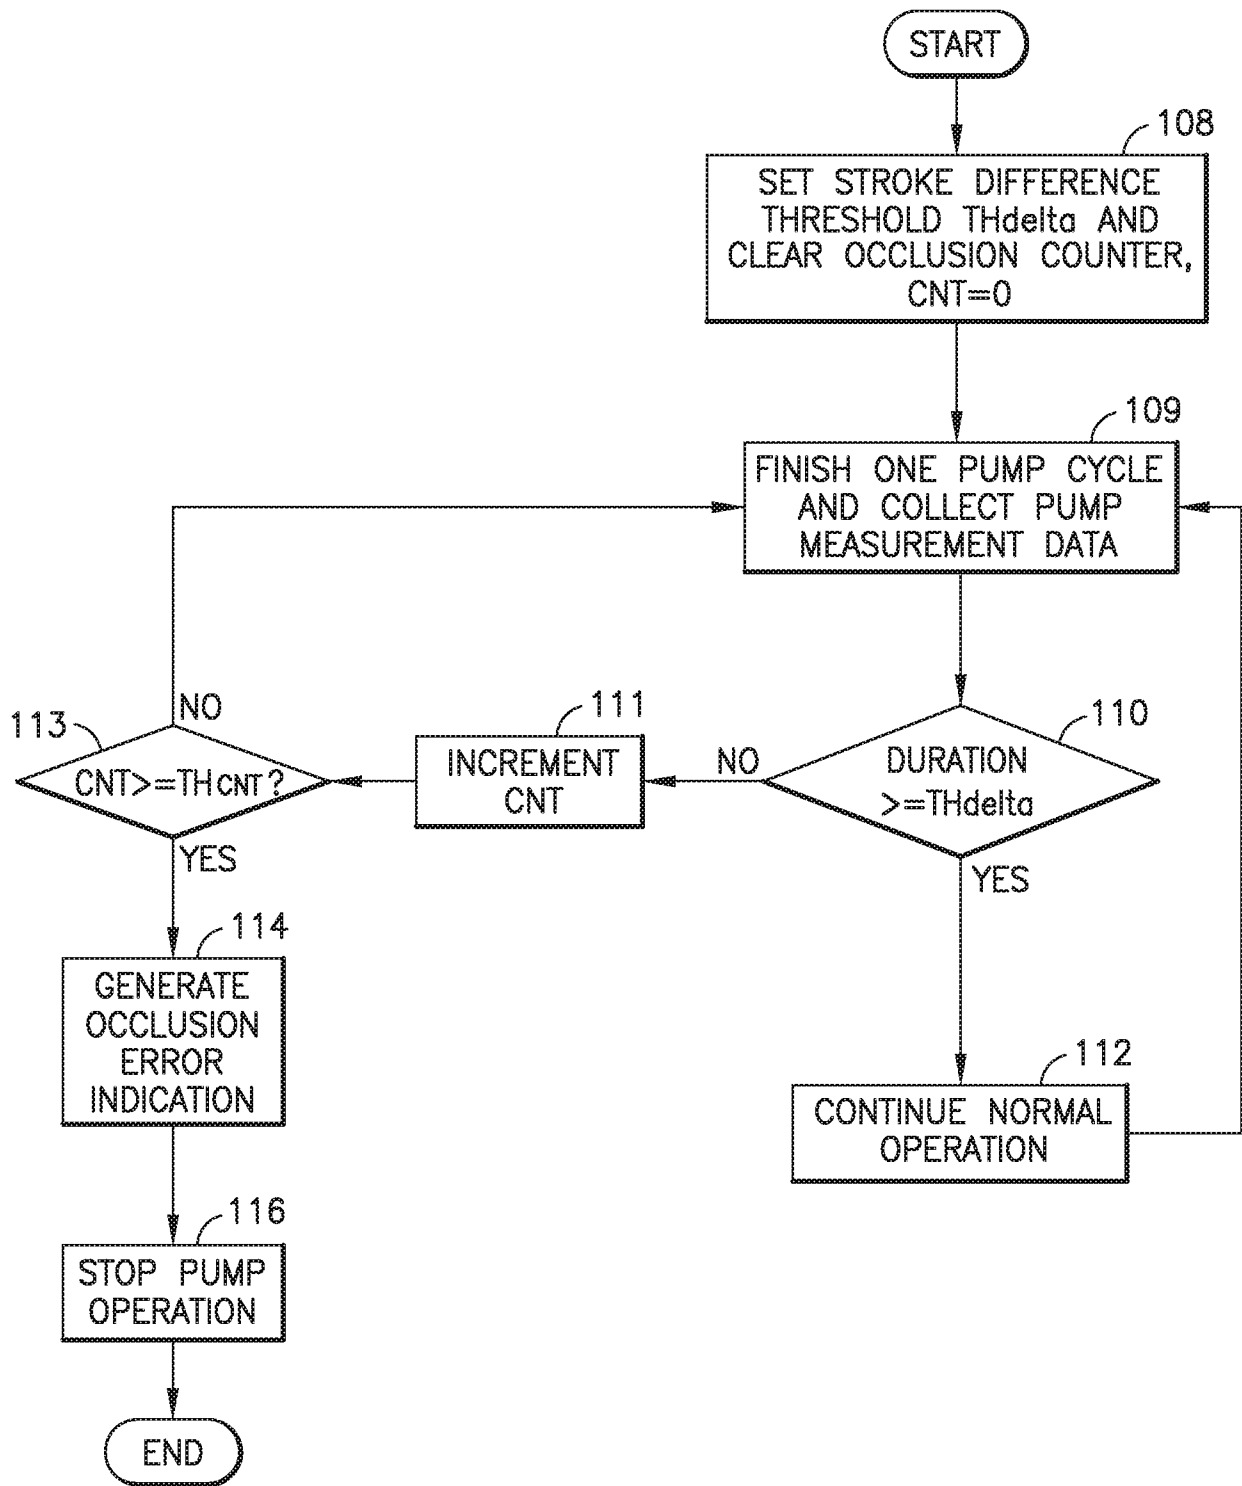 START
108
SET STROKE DIFFERENCE
THRESHOLD THdelta AND
CLEAR OCCLUSION COUNTER,
CNT=0
109
FINISH ONE PUMP CYCLE
AND COLLECT PUMP
MEASUREMENT DATA
110
DURATION
>=THdelta
NO
YES
111
INCREMENT
CNT
113
CNT>=THCNT?
NO
YES
112
CONTINUE NORMAL
OPERATION
114
GENERATE
OCCLUSION
ERROR
INDICATION
116
STOP PUMP
OPERATION
END